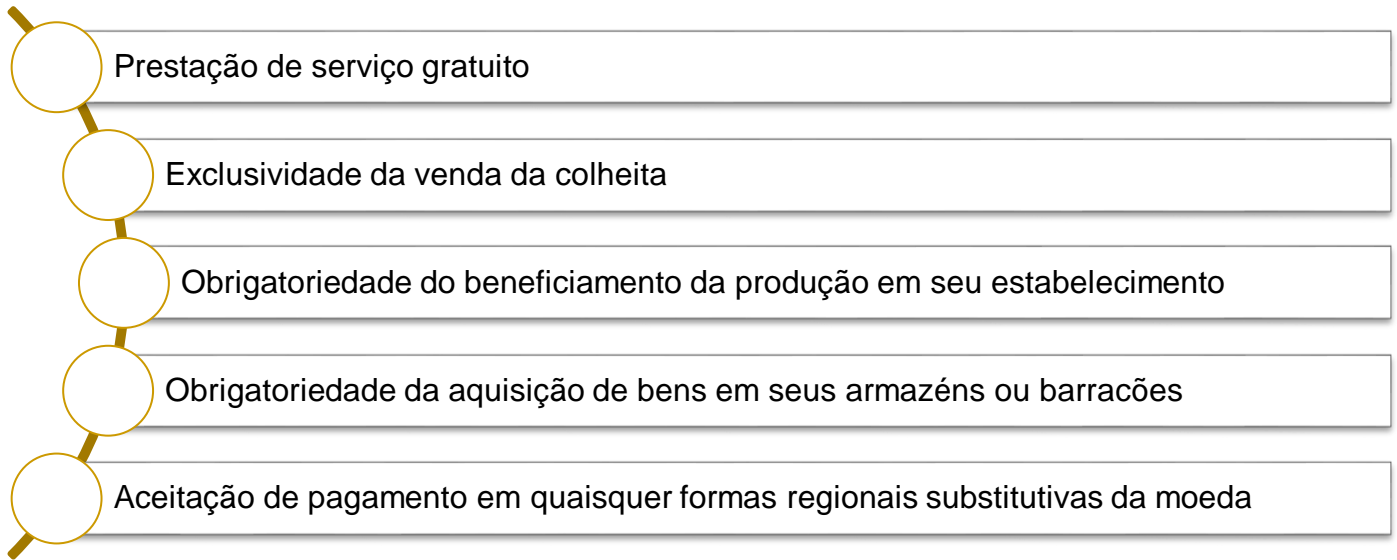 Prestação de serviço gratuito
Exclusividade da venda da colheita
Obrigatoriedade do beneficiamento da produção em seu estabelecimento
Obrigatoriedade da aquisição de bens em seus armazéns ou barracões
Aceitação de pagamento em quaisquer formas regionais substitutivas da moeda